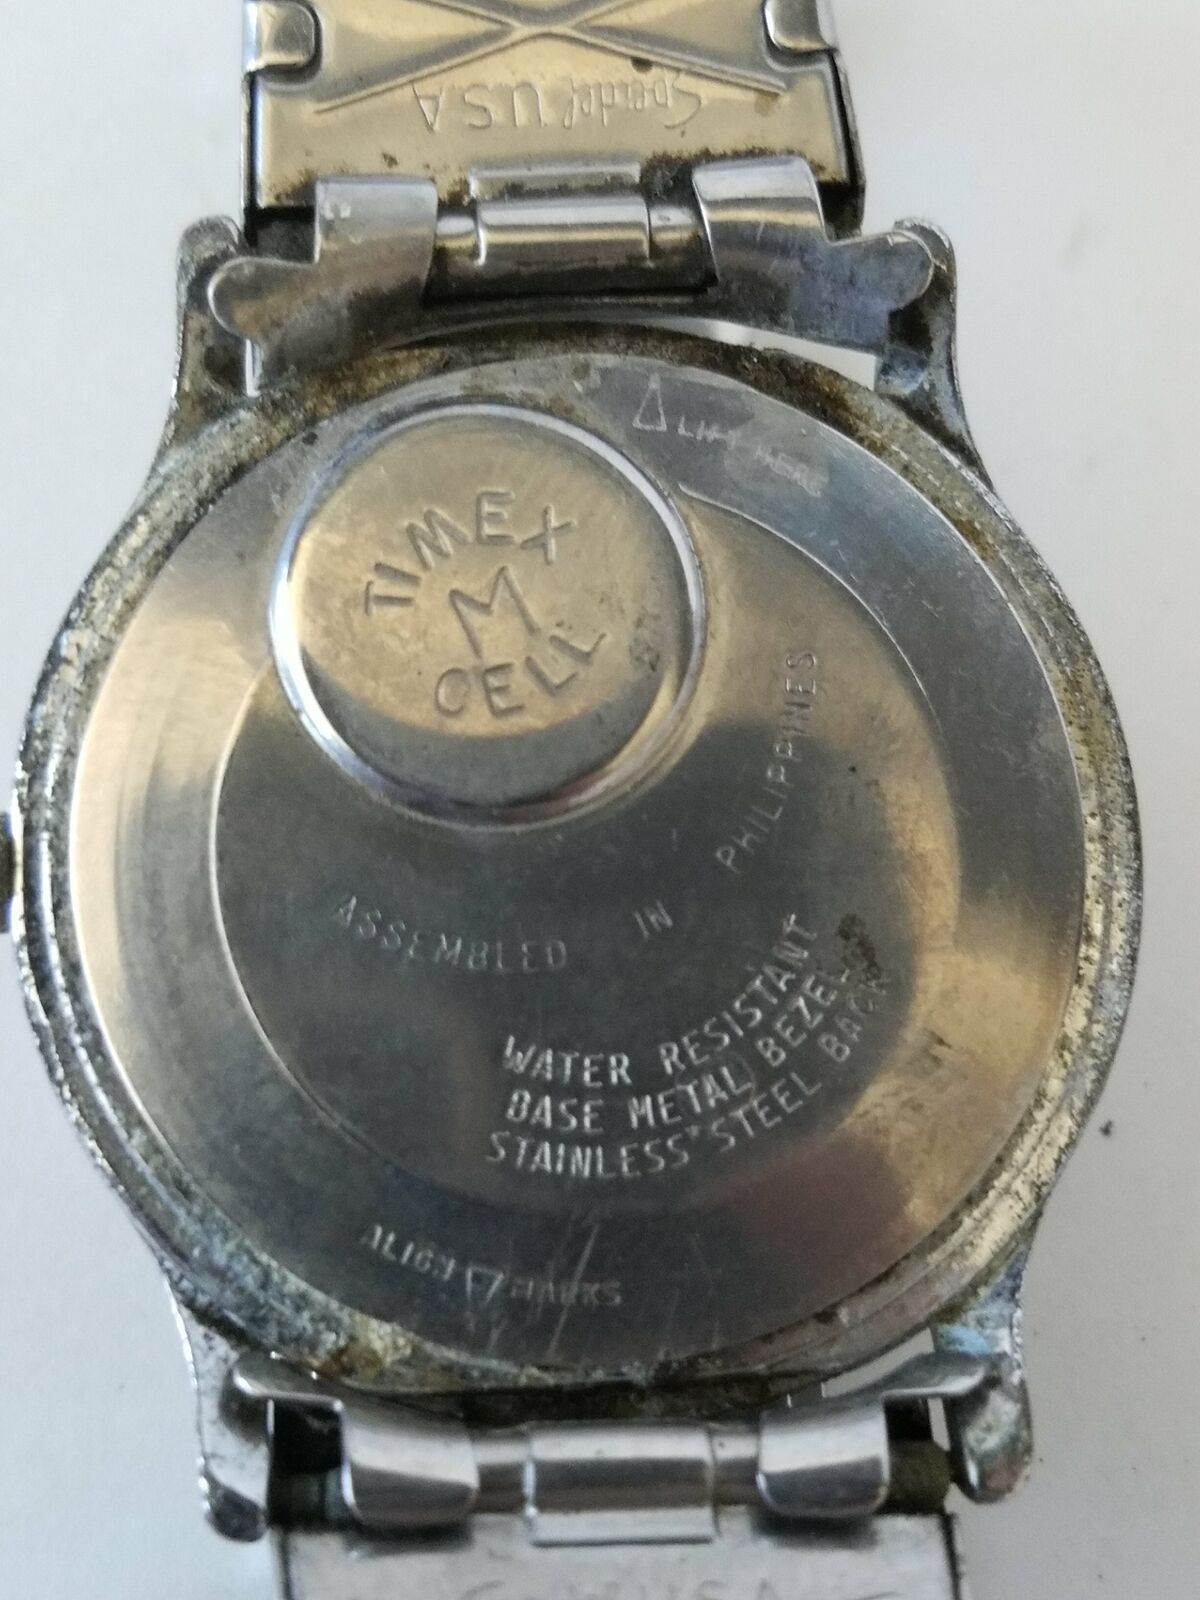 Speidel U.S.A
△ LIFT HERE
TIMEX
M
CELL
ASSEMBLED IN PHILIPPINES
WATER RESISTANT
BASE METAL BEZEL
STAINLESS STEEL BACK
ALIGN ▽ MARKS